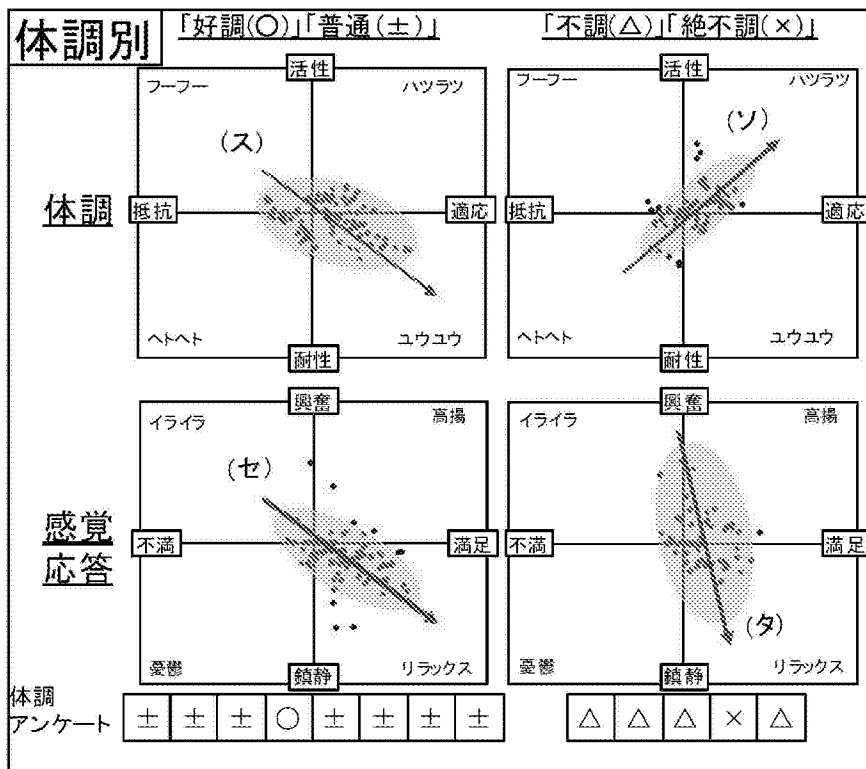 体調別
「好調(○)」「普通(±)」
「不調(△)」「絶不調(×)」
体調
活性
フーフー
ハツラツ
(ス)
抵抗
適応
ヘトヘト
ユウユウ
耐性
活性
フーフー
ハツラツ
(ソ)
抵抗
適応
ヘトヘト
ユウユウ
耐性
感覚
応答
興奮
イライラ
高揚
(セ)
不満
満足
憂鬱
リラックス
鎮静
興奮
イライラ
高揚
不満
満足
(タ)
憂鬱
リラックス
鎮静
体調
アンケート
± ± ± ○ ± ± ± ±
△ △ △ × △